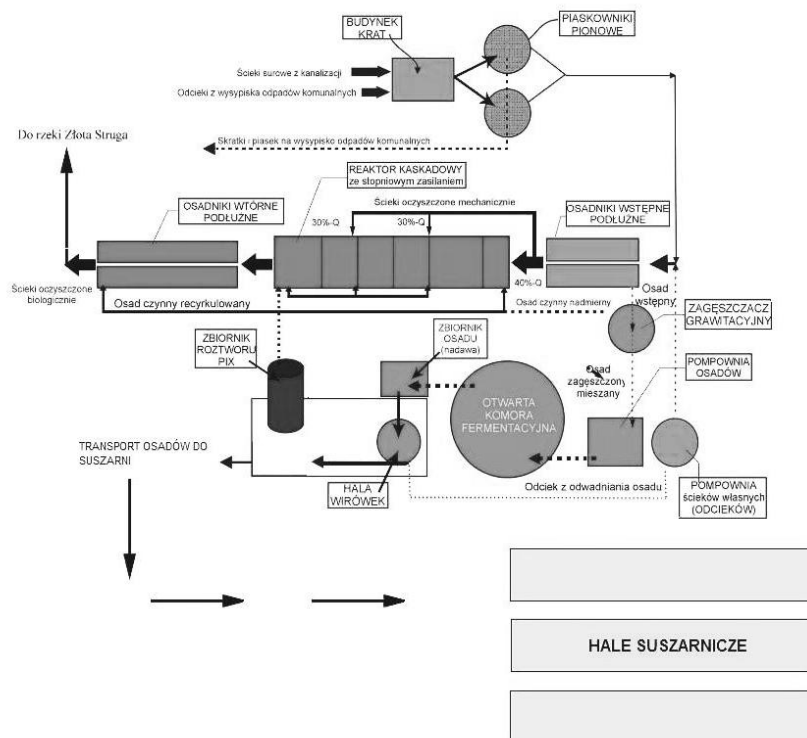 BUDYNEK
KRAT
PIASKOWNIKI
PIONOWE
Ścieki surowe z kanalizacji
Odcieki z wysypiska odpadów komunalnych
Do rzeki Złota Struga
Skratki i piasek na wysypisko odpadów komunalnych
REAKTOR KASKADOWY
ze stopniowym zasilaniem
OSADNIKI WTÓRNE
PODŁUŻNE
Ścieki oczyszczone mechanicznie
OSADNIKI WSTĘPNE
PODŁUŻNE
30%-Q
30%-Q
40%-Q
Ścieki oczyszczone
biologicznie
Osad czynny recyrkulowany
Osad czynny nadmierny
Osad
wstępny
ZAGĘSZCZACZ
GRAWITACYJNY
ZBIORNIK
ROZTWORU
PIX
ZBIORNIK
OSADU
(nadawa)
Osad
zagęszczony
mieszany
POMPOWNIA
OSADÓW
OTWARTA
KOMORA
FERMENTACYJNA
TRANSPORT OSADÓW DO
SUSZARNI
HALA
WIRÓWEK
Odciek z odwadniania osadu
POMPOWNIA
ścieków własnych
(ODCIEKÓW)
HALE SUSZARNICZE